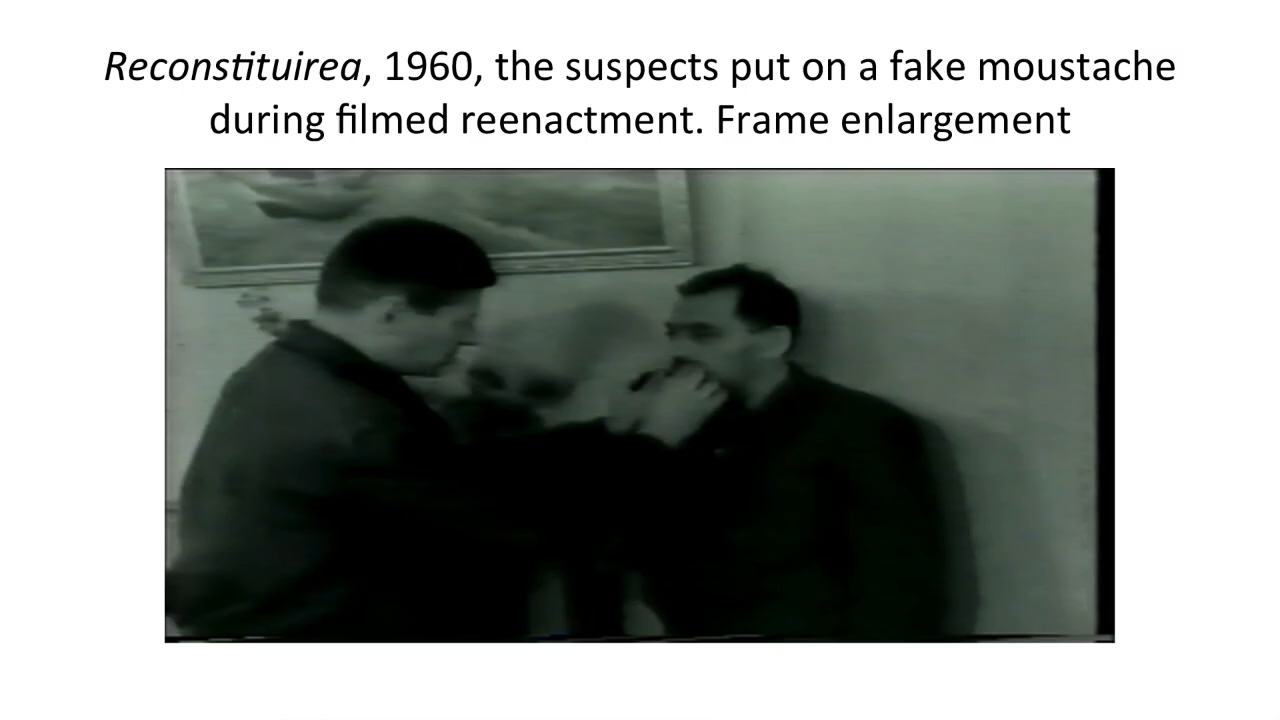 Reconstituirea, 1960, the suspects put on a fake moustache
during filmed reenactment. Frame enlargement